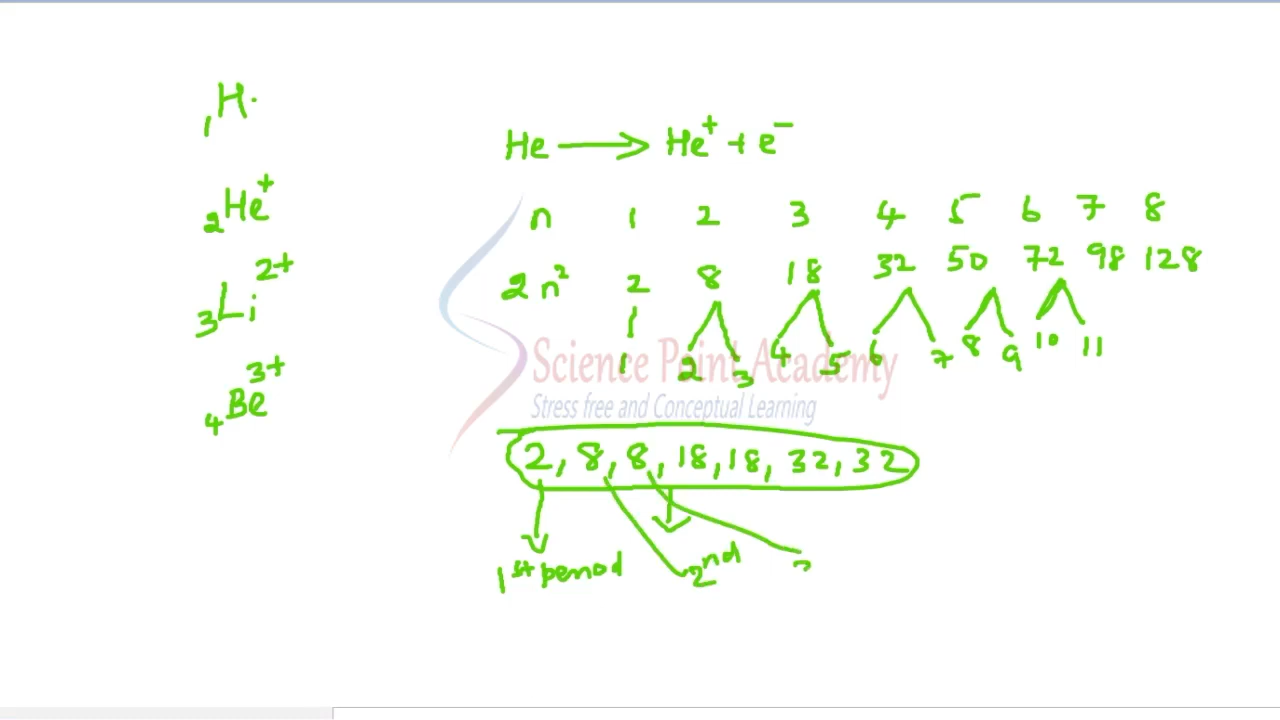 ₁H·
He ⟶ He⁺ + e⁻
₂He⁺
n 1 2 3 4 5 6 7 8
2n² 2 8 18 32 50 72 98 128
₃Li²⁺
1 2 3 4 5 6 7 8 9 10 11
Science Point Academy
Stress free and Conceptual Learning
₄Be³⁺
2, 8, 8, 18, 18, 32, 32
1st period 2nd